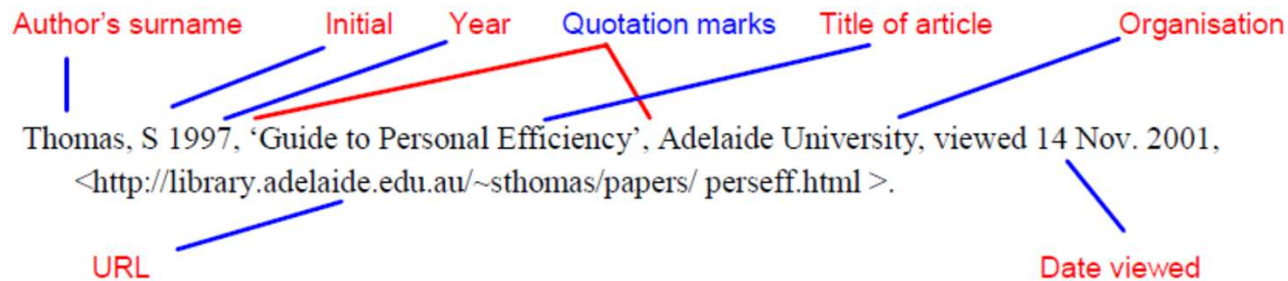 Author's surname Initial Year Quotation marks Title of article Organisation
Thomas, S 1997, ‘Guide to Personal Efficiency’, Adelaide University, viewed 14 Nov. 2001,
<http://library.adelaide.edu.au/~sthomas/papers/ perseff.html >.
URL Date viewed